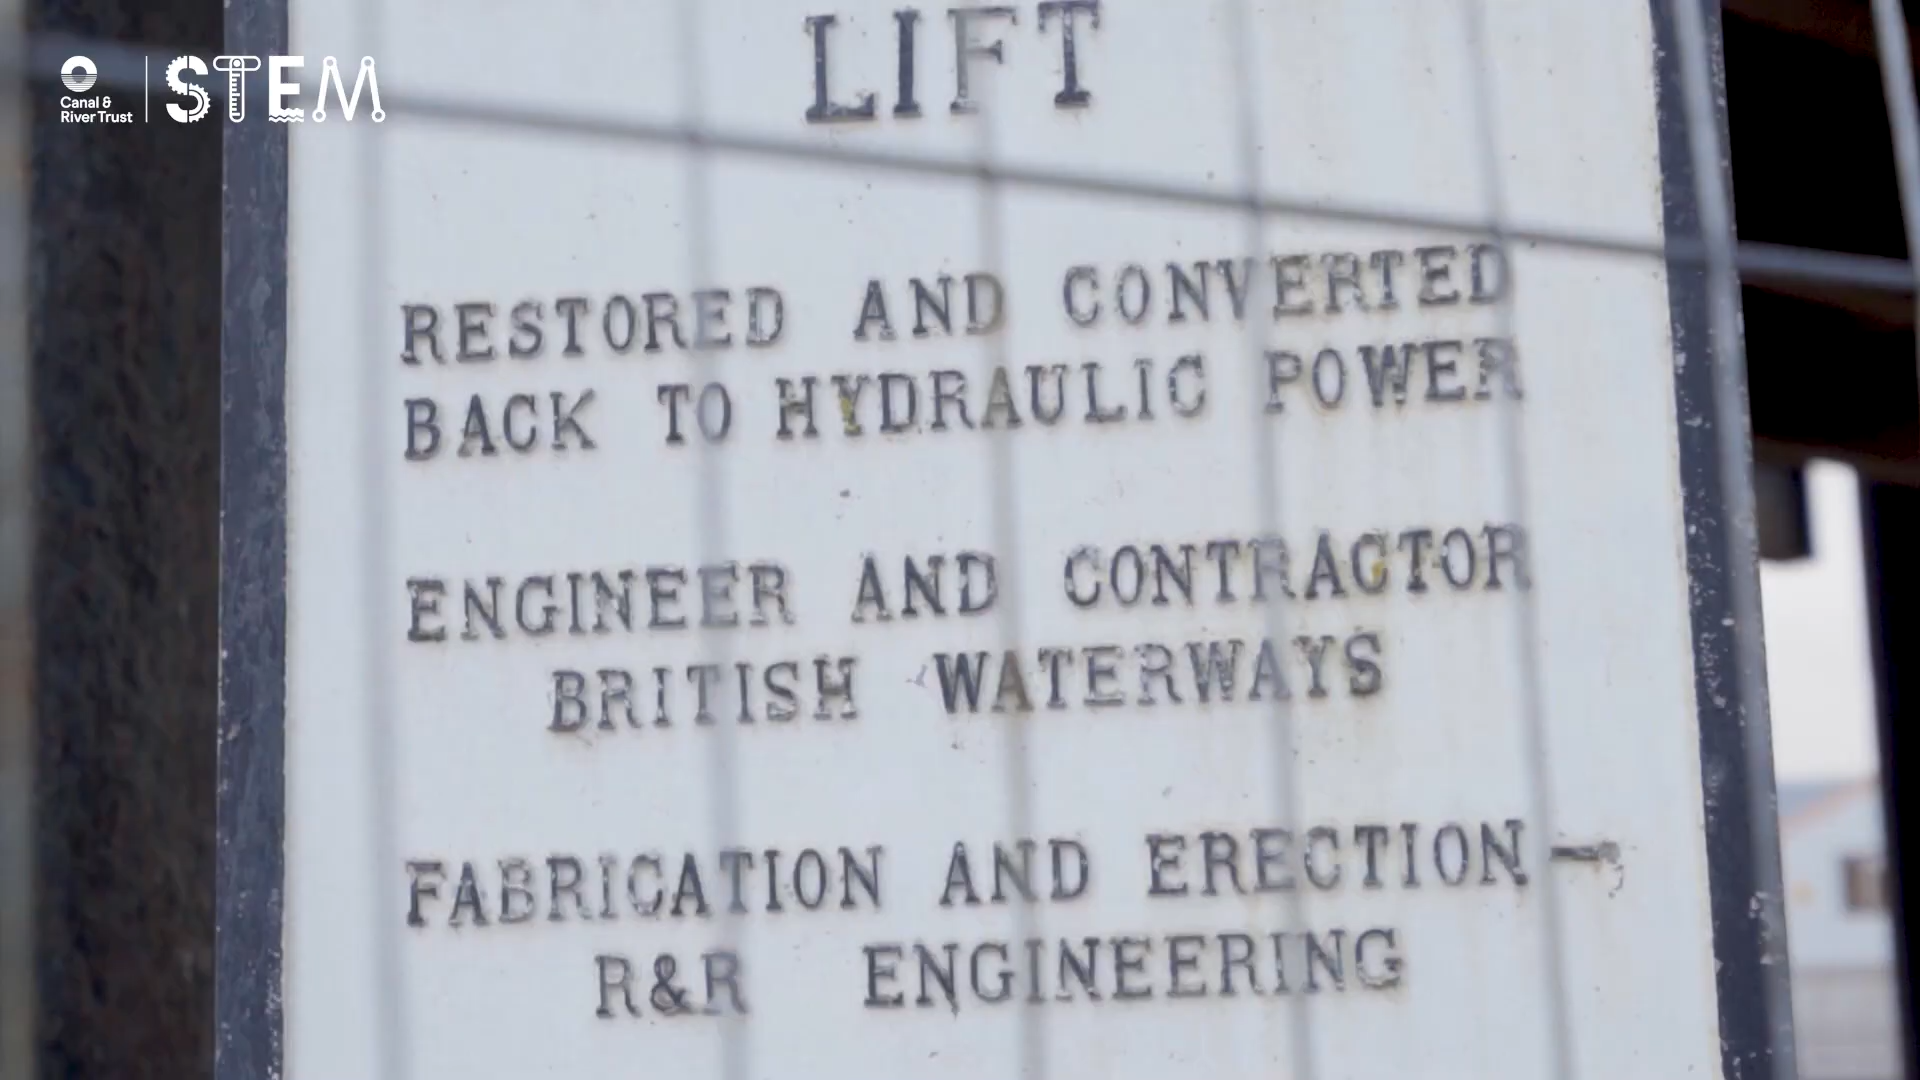 Canal &
River Trust
STEM
LIFT
RESTORED AND CONVERTED
BACK TO HYDRAULIC POWER
ENGINEER AND CONTRACTOR
BRITISH WATERWAYS
FABRICATION AND ERECTION –
R&R ENGINEERING